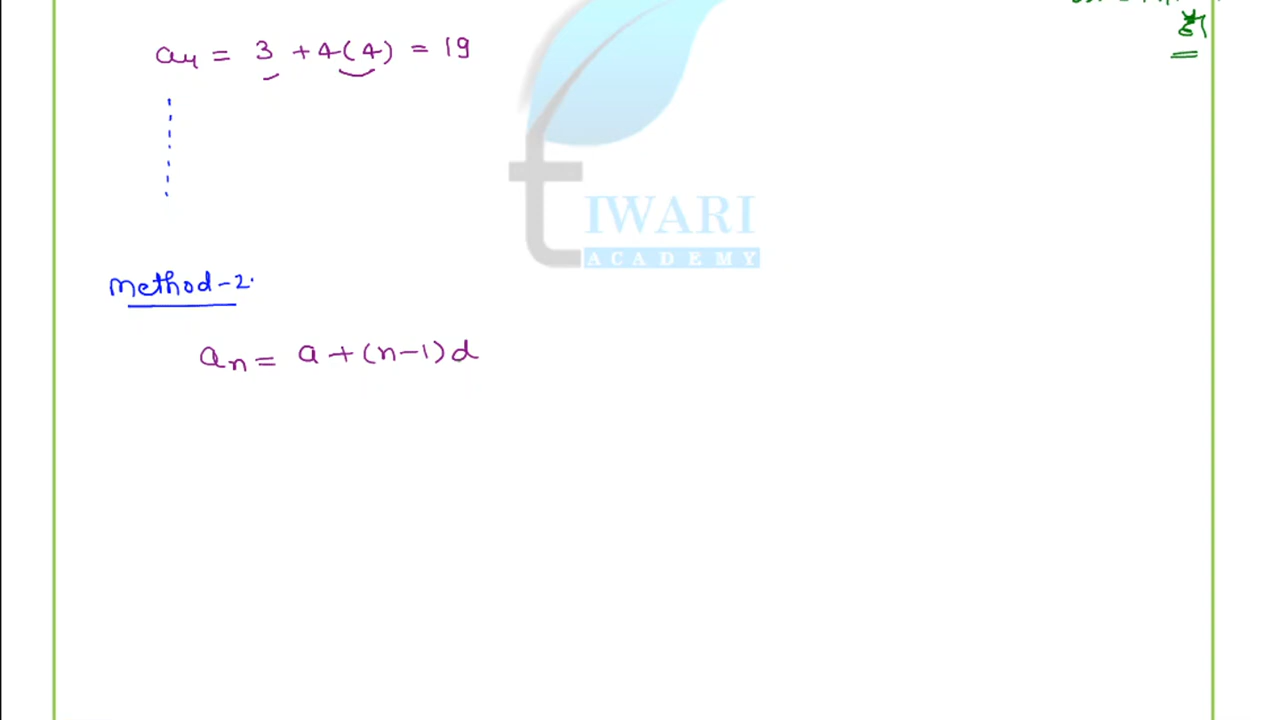 a₄ = 3 + 4(4) = 19
है
IWARI
ACADEMY
Method-2.
aₙ = a + (n-1)d